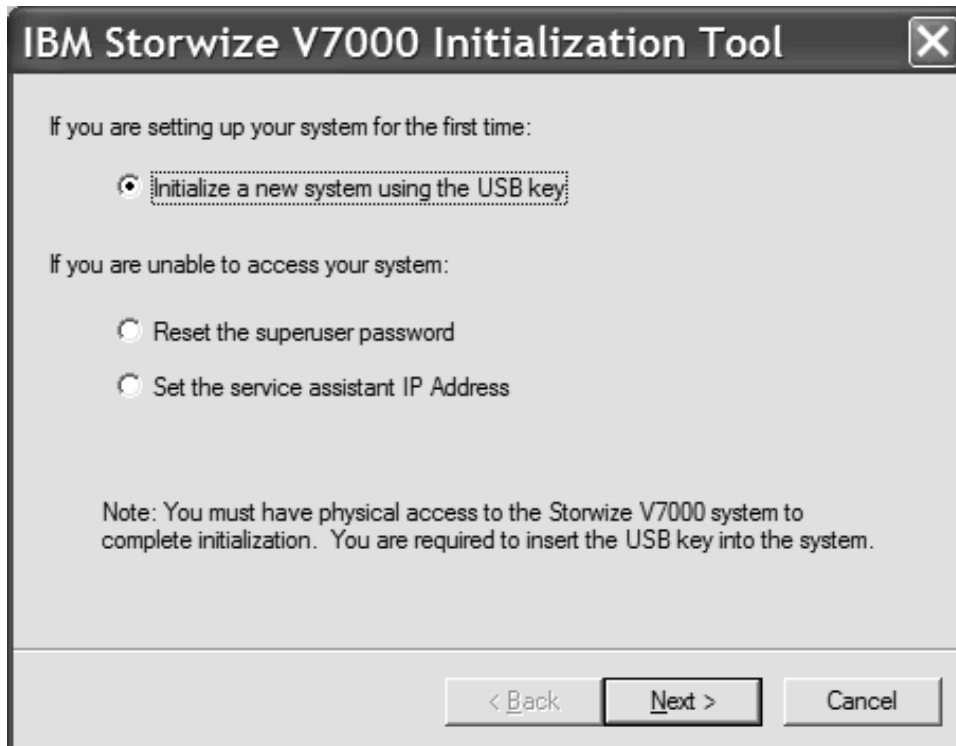 IBM Storwize V7000 Initialization Tool
If you are setting up your system for the first time:
Initialize a new system using the USB key
If you are unable to access your system:
Reset the superuser password
Set the service assistant IP Address
Note: You must have physical access to the Storwize V7000 system to
complete initialization. You are required to insert the USB key into the system.
< Back
Next >
Cancel